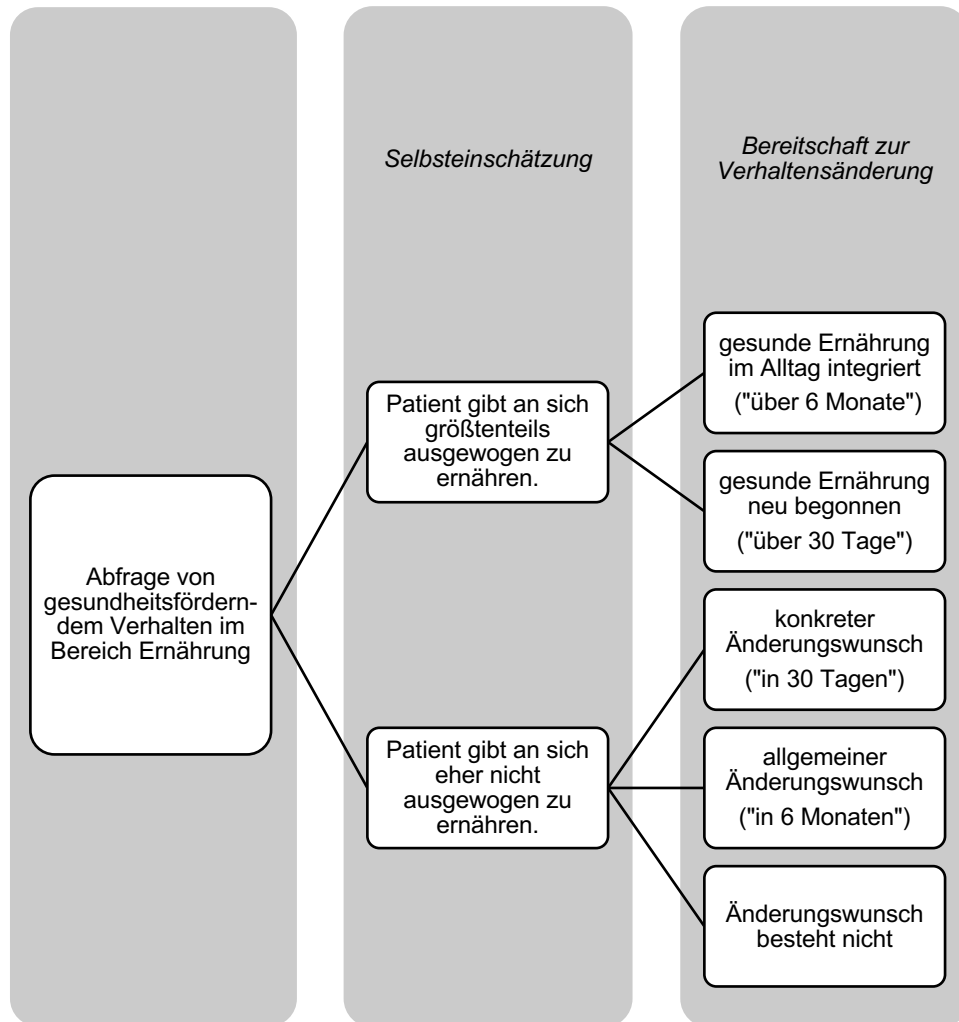 Selbsteinschätzung
Bereitschaft zur
Verhaltensänderung
Abfrage von
gesundheitsfördern-
dem Verhalten im
Bereich Ernährung
Patient gibt an sich
größtenteils
ausgewogen zu
ernähren.
Patient gibt an sich
eher nicht
ausgewogen zu
ernähren.
gesunde Ernährung
im Alltag integriert
("über 6 Monate")
gesunde Ernährung
neu begonnen
("über 30 Tage")
konkreter
Änderungswunsch
("in 30 Tagen")
allgemeiner
Änderungswunsch
("in 6 Monaten")
Änderungswunsch
besteht nicht